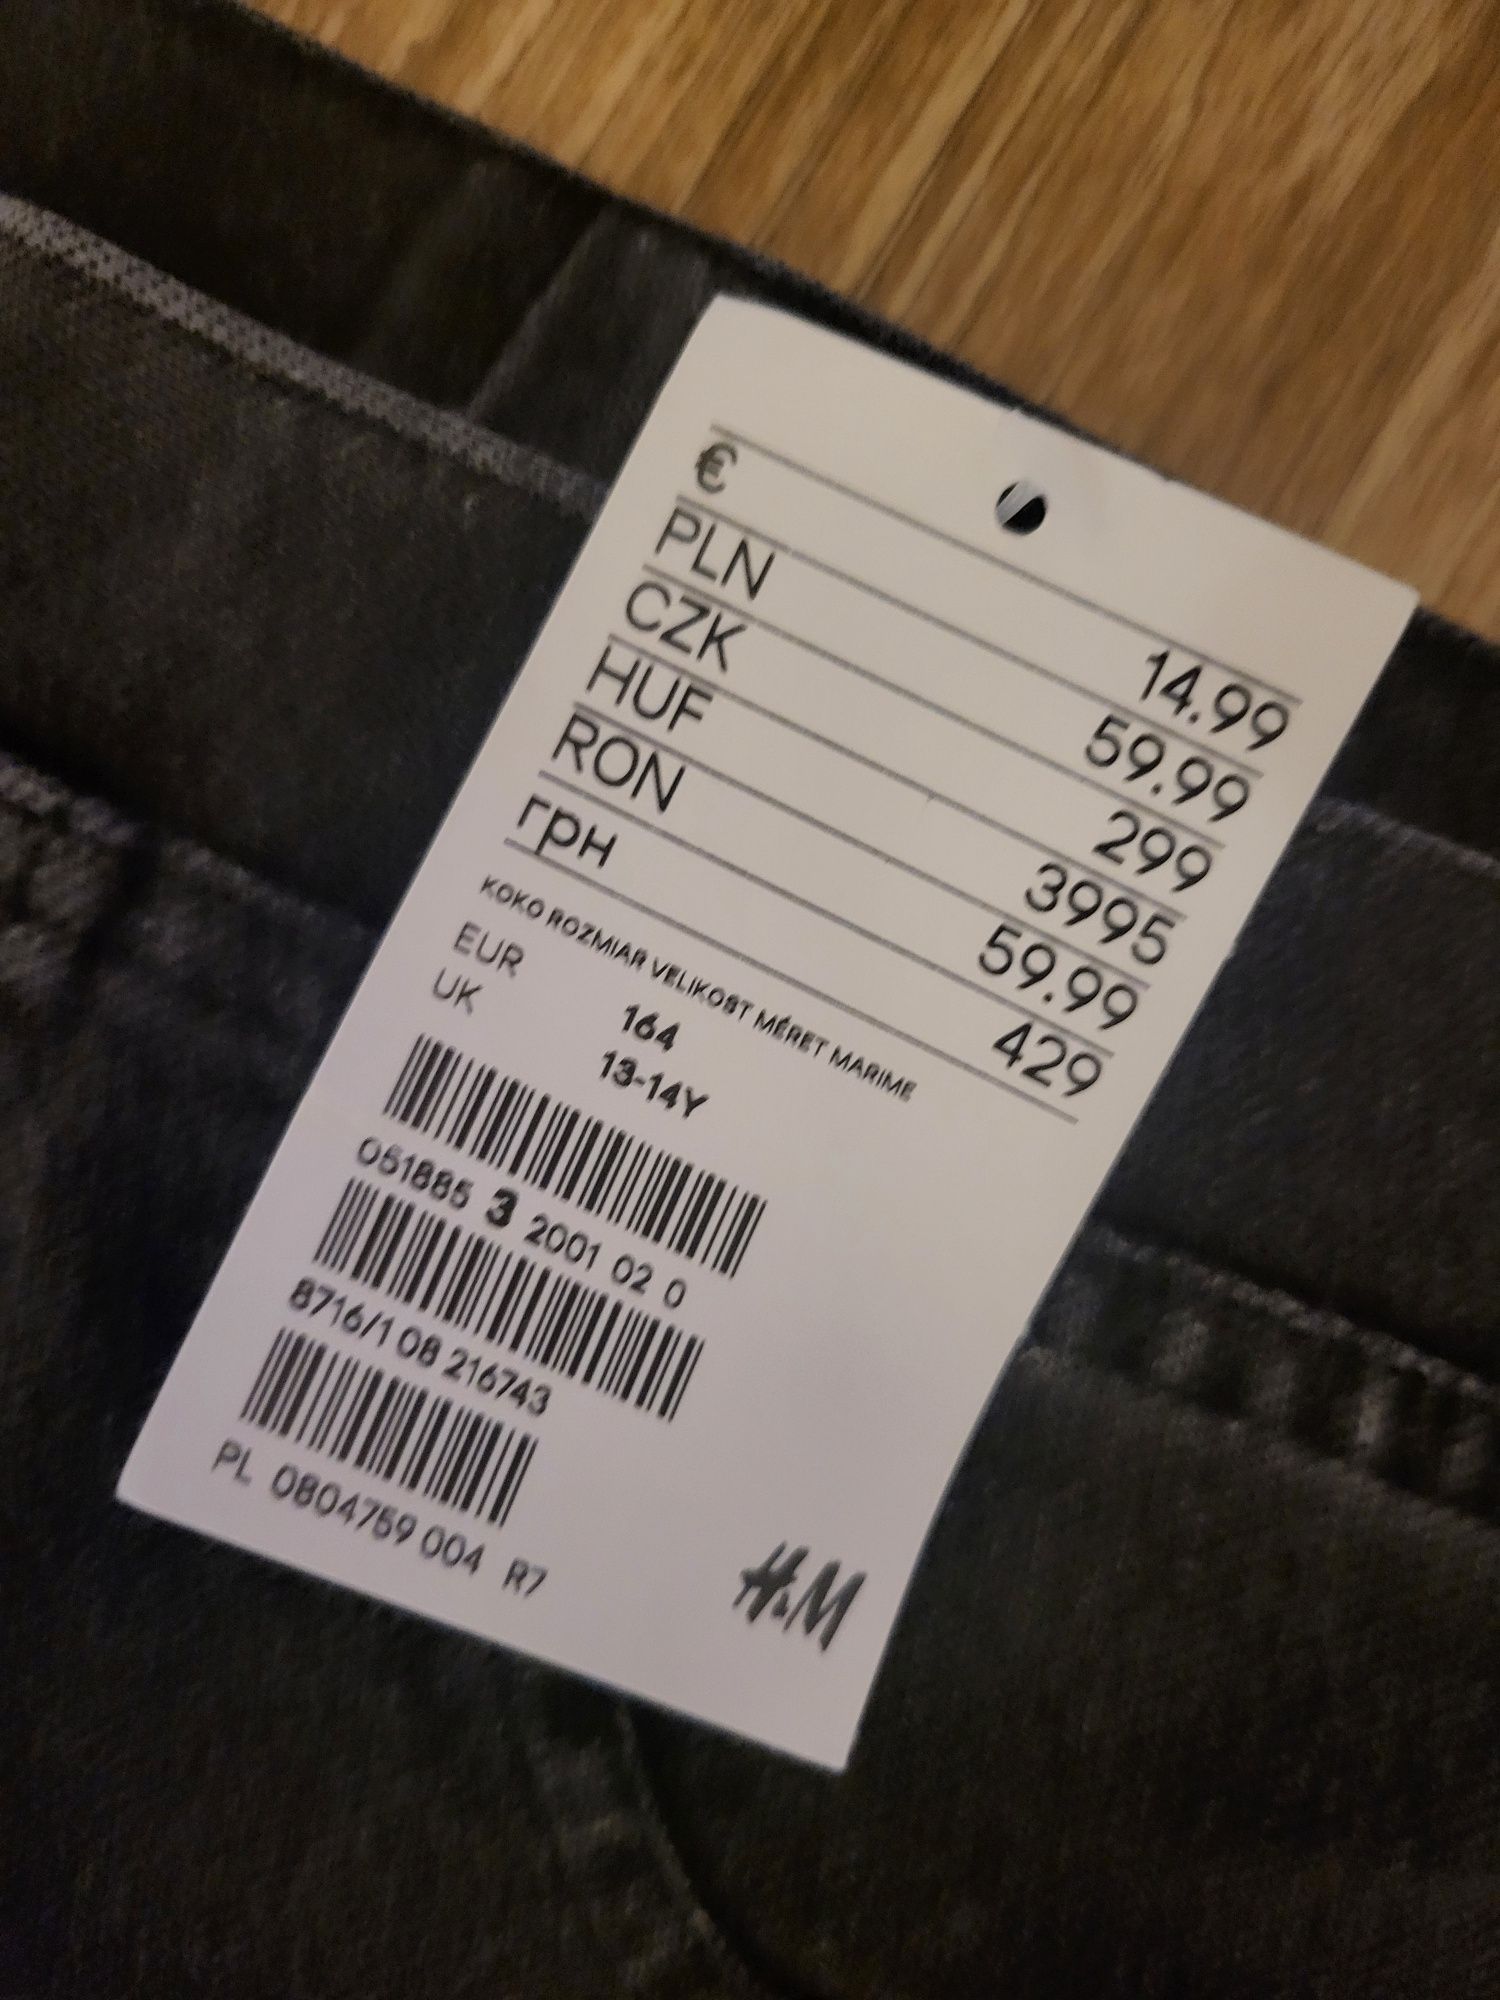 € 14.99
PLN 59.99
CZK 299
HUF 3995
RON 59.99
грн 429
KOKO ROZMIAR VELIKOST MÉRET MARIME
EUR 164
UK 13-14Y
051885 3 2001 02 0
8716/1 08 216743
PL 0804759 004 R7
H&M